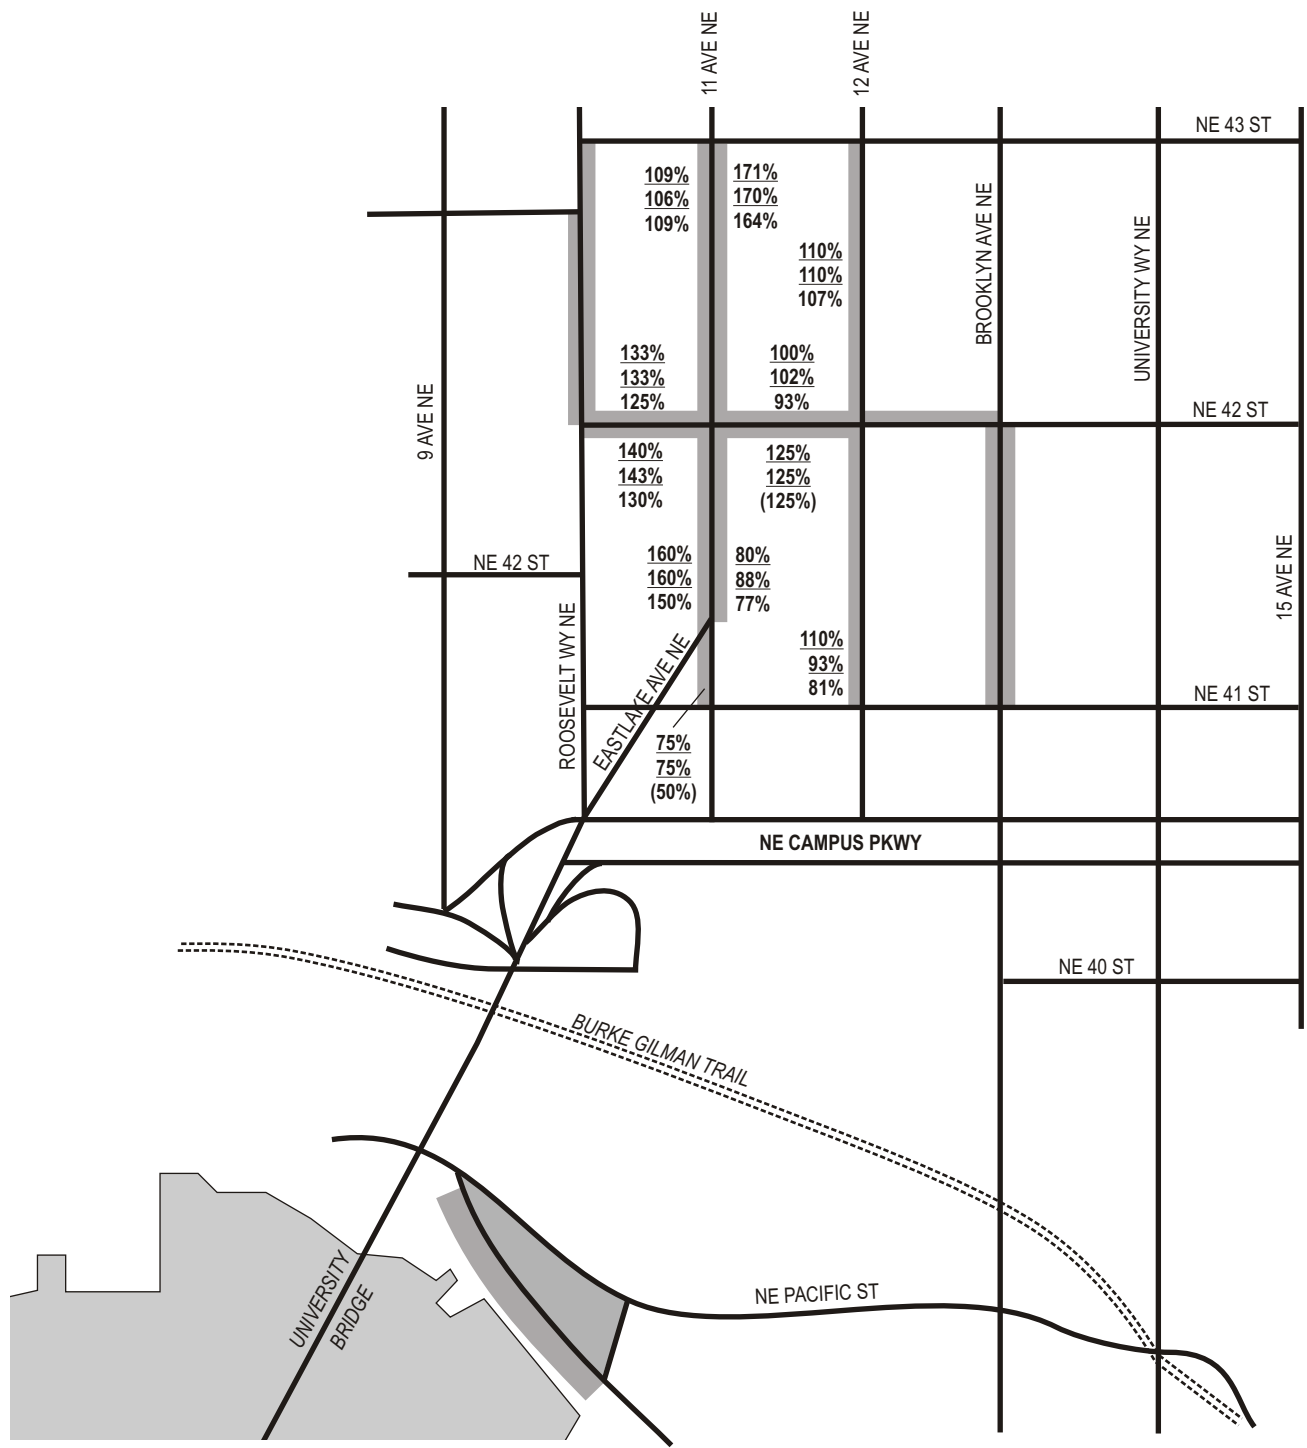 11 AVE NE
12 AVE NE
NE 43 ST
109%
106%
109%
171%
170%
164%
110%
110%
107%
BROOKLYN AVE NE
UNIVERSITY WY NE
133%
133%
125%
100%
102%
93%
9 AVE NE
NE 42 ST
140%
143%
130%
125%
125%
(125%)
NE 42 ST
160%
160%
150%
80%
88%
77%
15 AVE NE
ROOSEVELT WY NE
EASTLAKE AVE NE
110%
93%
81%
NE 41 ST
75%
75%
(50%)
NE CAMPUS PKWY
NE 40 ST
BURKE GILMAN TRAIL
UNIVERSITY
BRIDGE
NE PACIFIC ST